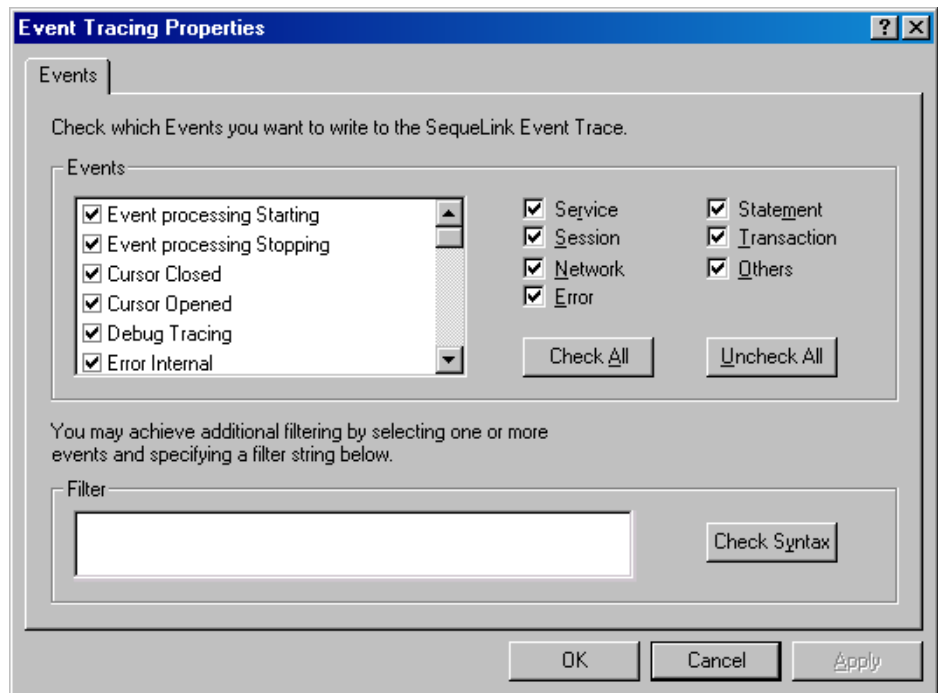 Event Tracing Properties
Events
Check which Events you want to write to the SequeLink Event Trace.
Events
Event processing Starting
Event processing Stopping
Cursor Closed
Cursor Opened
Debug Tracing
Error Internal
Service
Session
Network
Error
Statement
Transaction
Others
Check All
Uncheck All
You may achieve additional filtering by selecting one or more
events and specifying a filter string below.
Filter
Check Syntax
OK
Cancel
Apply